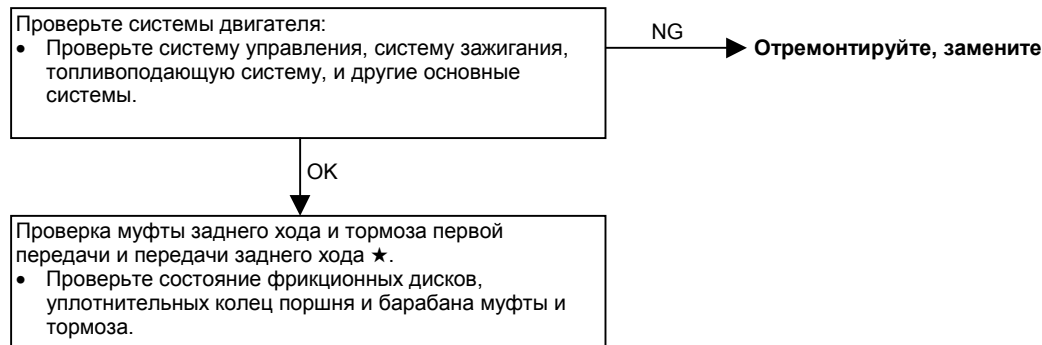 Проверьте системы двигателя:
• Проверьте систему управления, систему зажигания,
топливоподающую систему, и другие основные
системы.
NG
Отремонтируйте, замените
OK
Проверка муфты заднего хода и тормоза первой
передачи и передачи заднего хода ★.
• Проверьте состояние фрикционных дисков,
уплотнительных колец поршня и барабана муфты и
тормоза.